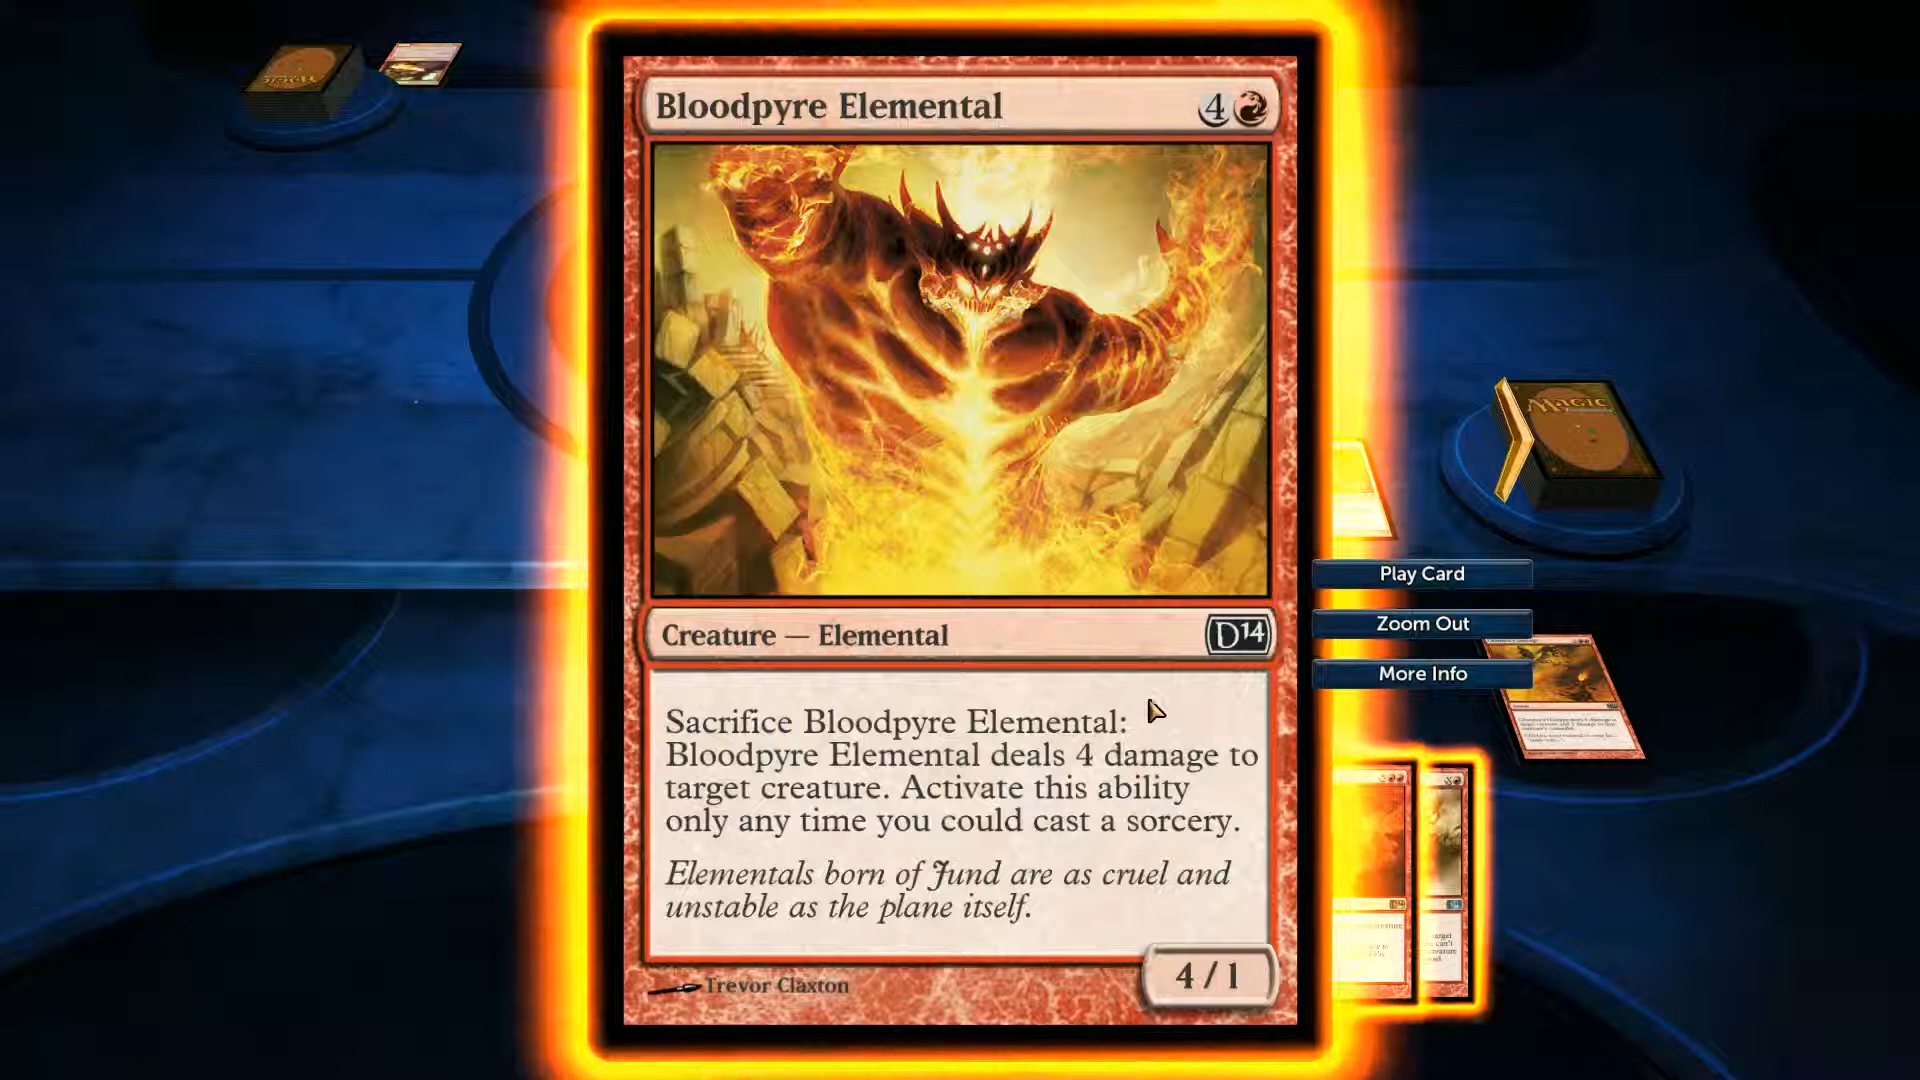 Bloodpyre Elemental
4
Creature — Elemental
D14
Sacrifice Bloodpyre Elemental:
Bloodpyre Elemental deals 4 damage to
target creature. Activate this ability
only any time you could cast a sorcery.
Elementals born of Jund are as cruel and
unstable as the plane itself.
Trevor Claxton
4 / 1
MAGIC
Play Card
Zoom Out
More Info